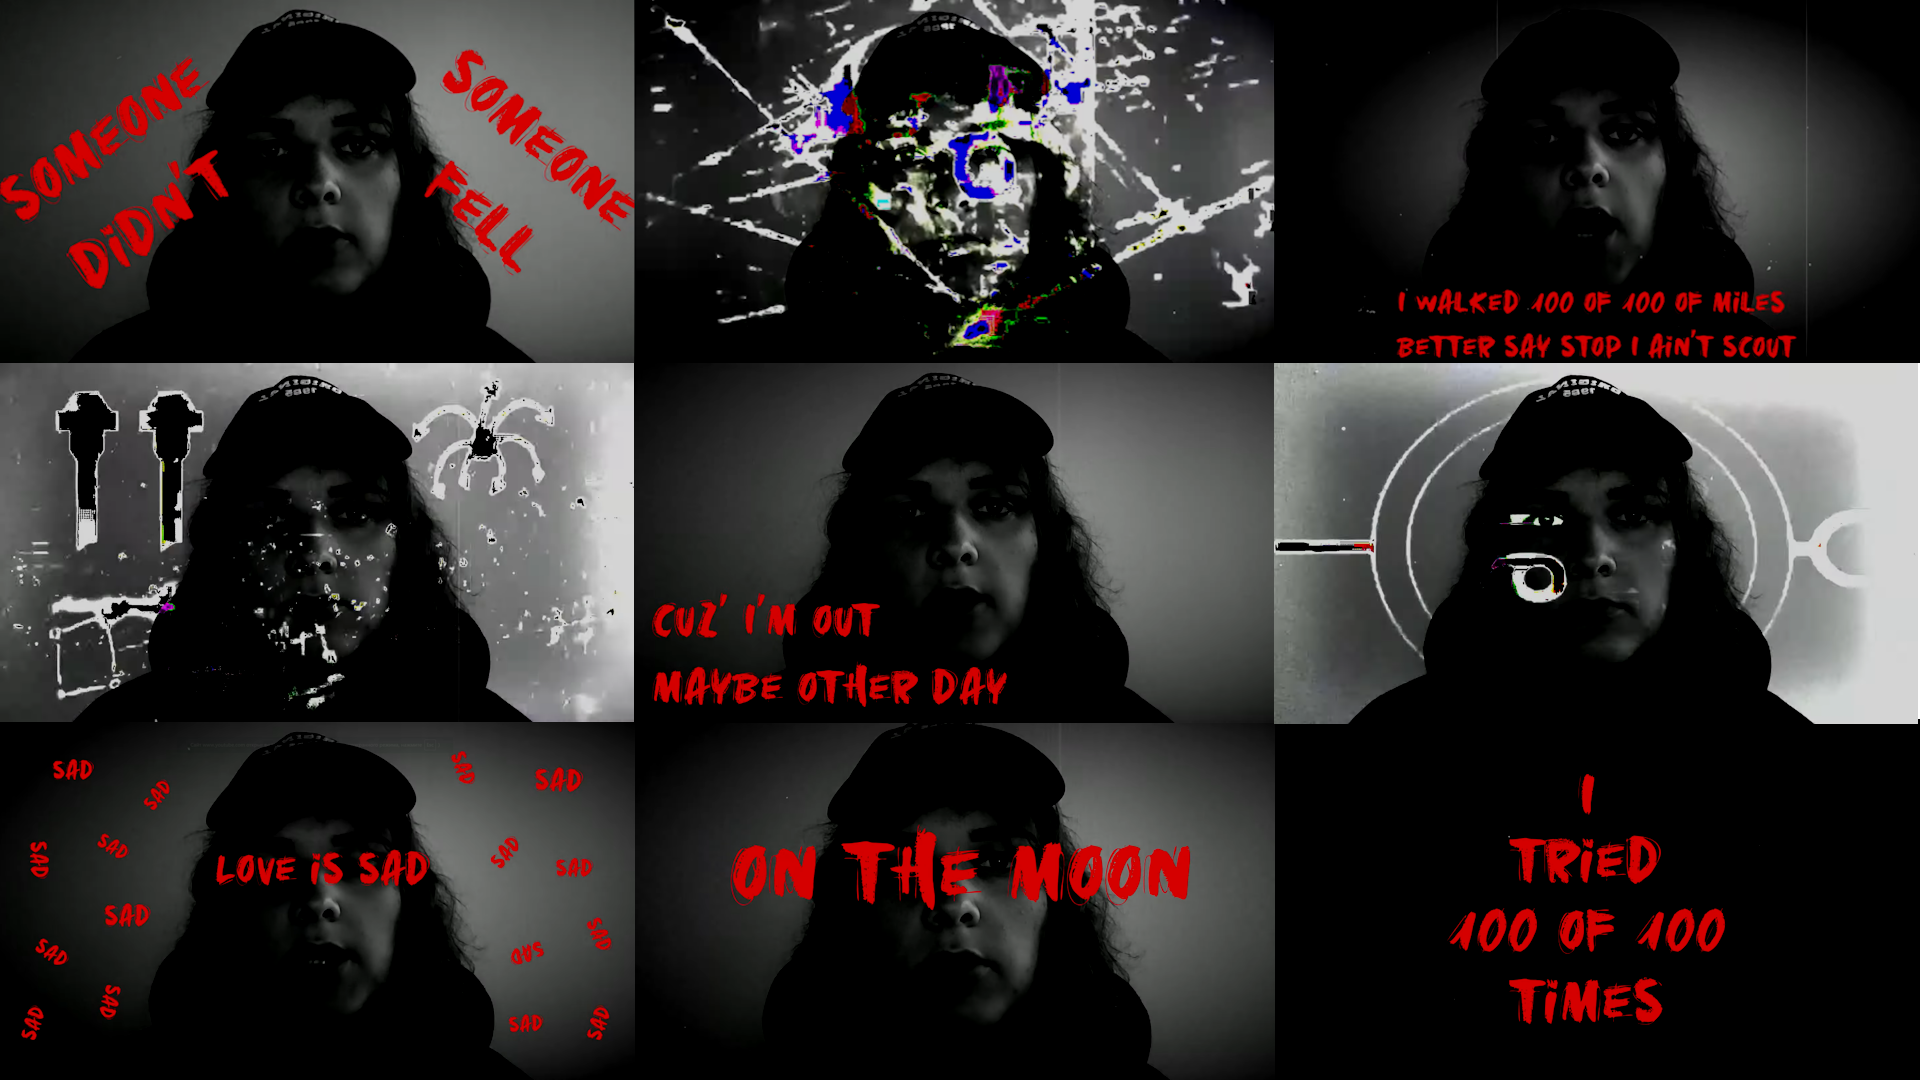 SOMEONE
DIDN'T
SOMEONE
FELL
I WALKED 100 OF 100 OF MILES
BETTER SAY STOP I AIN'T SCOUT
CUZ' I'M OUT
MAYBE OTHER DAY
SAD
SAD
SAD
SAD
SAD
SAD
SAD
SAD
LOVE IS SAD
SAD
SAD
SAD
SAD
SAD
SAD
SAD
SAD
ON THE MOON
I
TRIED
100 OF 100
TIMES